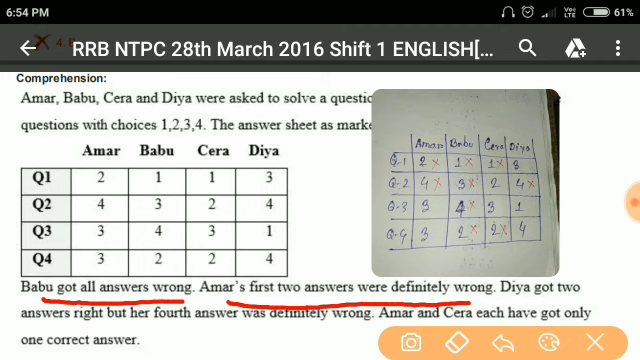 6:54 PM Voo LTE 61%
4. RRB NTPC 28th March 2016 Shift 1 ENGLISH[...
Comprehension:
Amar, Babu, Cera and Diya were asked to solve a questic
questions with choices 1,2,3,4. The answer sheet as marke
Amar Babu Cera Diya
Q1 2 1 1 3
Q2 4 3 2 4
Q3 3 4 3 1
Q4 3 2 2 4
Amar Babu Cera Diya
Q-1 2 x 1 x 1 x 3
Q-2 4 x 3 x 2 4 x
Q-3 3 4 x 3 1
Q-4 3 2 x 2 x 4
Babu got all answers wrong. Amar's first two answers were definitely wrong. Diya got two
answers right but her fourth answer was definitely wrong. Amar and Cera each have got only
one correct answer.